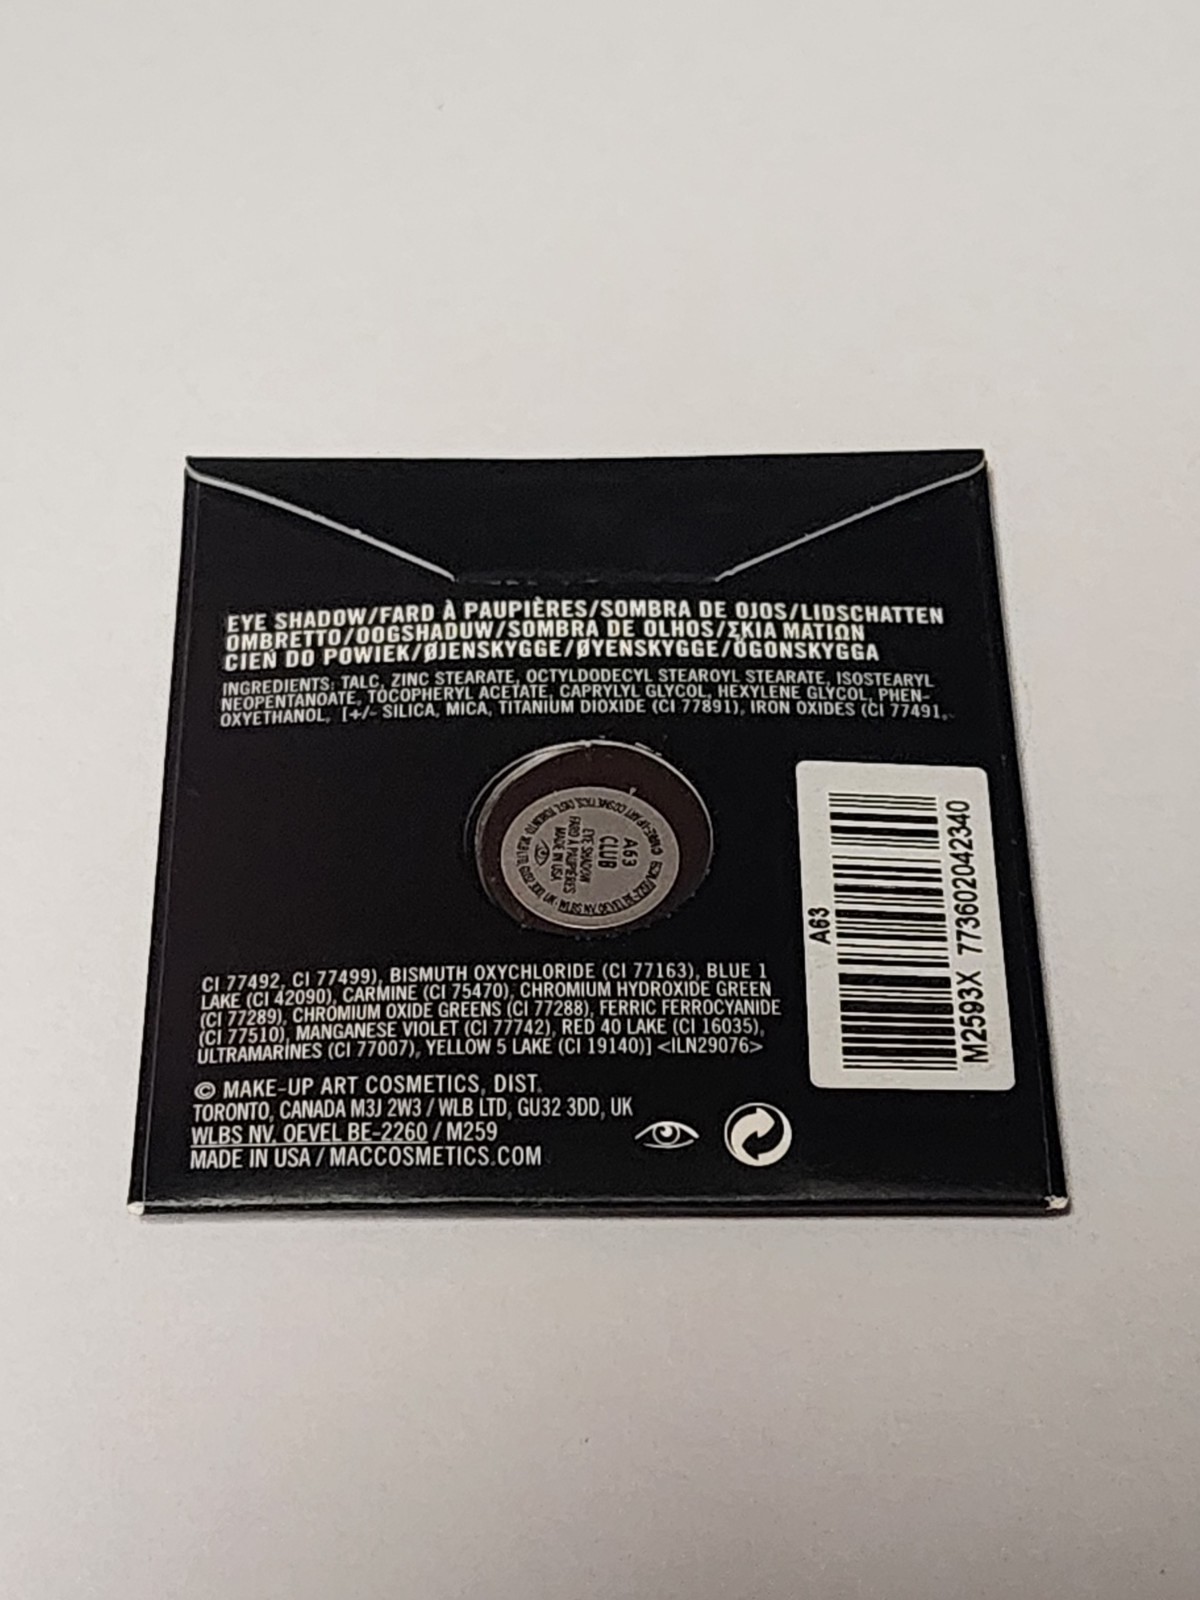 EYE SHADOW/FARD À PAUPIÈRES/SOMBRA DE OJOS/LIDSCHATTEN
OMBRETTO/OOGSHADUW/SOMBRA DE OLHOS/ΣKIA MATIΩN
CIEŃ DO POWIEK/ØJENSKYGGE/ØYENSKYGGE/ÖGONSKYGGA
INGREDIENTS: TALC, ZINC STEARATE, OCTYLDODECYL STEAROYL STEARATE, ISOSTEARYL
NEOPENTANOATE, TOCOPHERYL ACETATE, CAPRYLYL GLYCOL, HEXYLENE GLYCOL, PHEN-
OXYETHANOL, [+/- SILICA, MICA, TITANIUM DIOXIDE (CI 77891), IRON OXIDES (CI 77491,
A63
CLUB
EYE SHADOW
FARD À PAUPIÈRES
MADE IN USA
CI 77492, CI 77499), BISMUTH OXYCHLORIDE (CI 77163), BLUE 1
LAKE (CI 42090), CARMINE (CI 75470), CHROMIUM HYDROXIDE GREEN
(CI 77289), CHROMIUM OXIDE GREENS (CI 77288), FERRIC FERROCYANIDE
(CI 77510), MANGANESE VIOLET (CI 77742), RED 40 LAKE (CI 16035),
ULTRAMARINES (CI 77007), YELLOW 5 LAKE (CI 19140)] <ILN29076>
© MAKE-UP ART COSMETICS, DIST.
TORONTO, CANADA M3J 2W3 / WLB LTD, GU32 3DD, UK
WLBS NV. OEVEL BE-2260 / M259
MADE IN USA / MACCOSMETICS.COM
A63
M2593X 773602042340